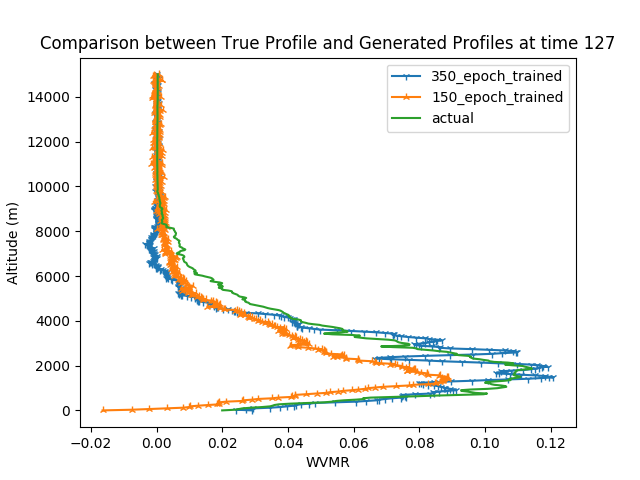 Comparison between True Profile and Generated Profiles at time 127
350_epoch_trained
150_epoch_trained
actual
Altitude (m)
14000
12000
10000
8000
6000
4000
2000
0
−0.02 0.00 0.02 0.04 0.06 0.08 0.10 0.12
WVMR